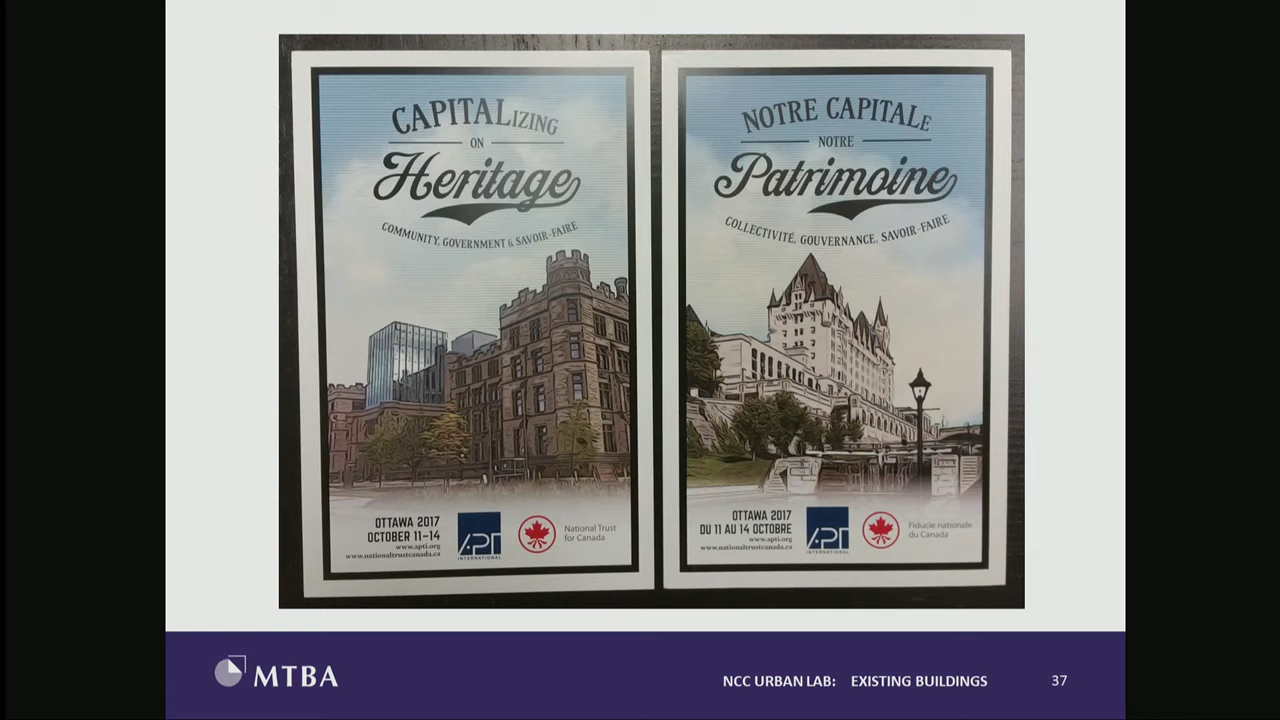 CAPITALIZING
ON
Heritage
COMMUNITY, GOVERNMENT & SAVOIR-FAIRE
OTTAWA 2017
OCTOBER 11-14
www.apti.org
www.nationaltrustcanada.ca
APT
INTERNATIONAL
National Trust
for Canada
NOTRE CAPITALE
NOTRE
Patrimoine
COLLECTIVITÉ, GOUVERNANCE, SAVOIR-FAIRE
OTTAWA 2017
DU 11 AU 14 OCTOBRE
www.apti.org
www.nationaltrustcanada.ca
APT
INTERNATIONAL
Fiducie nationale
du Canada
MTBA
NCC URBAN LAB: EXISTING BUILDINGS
37